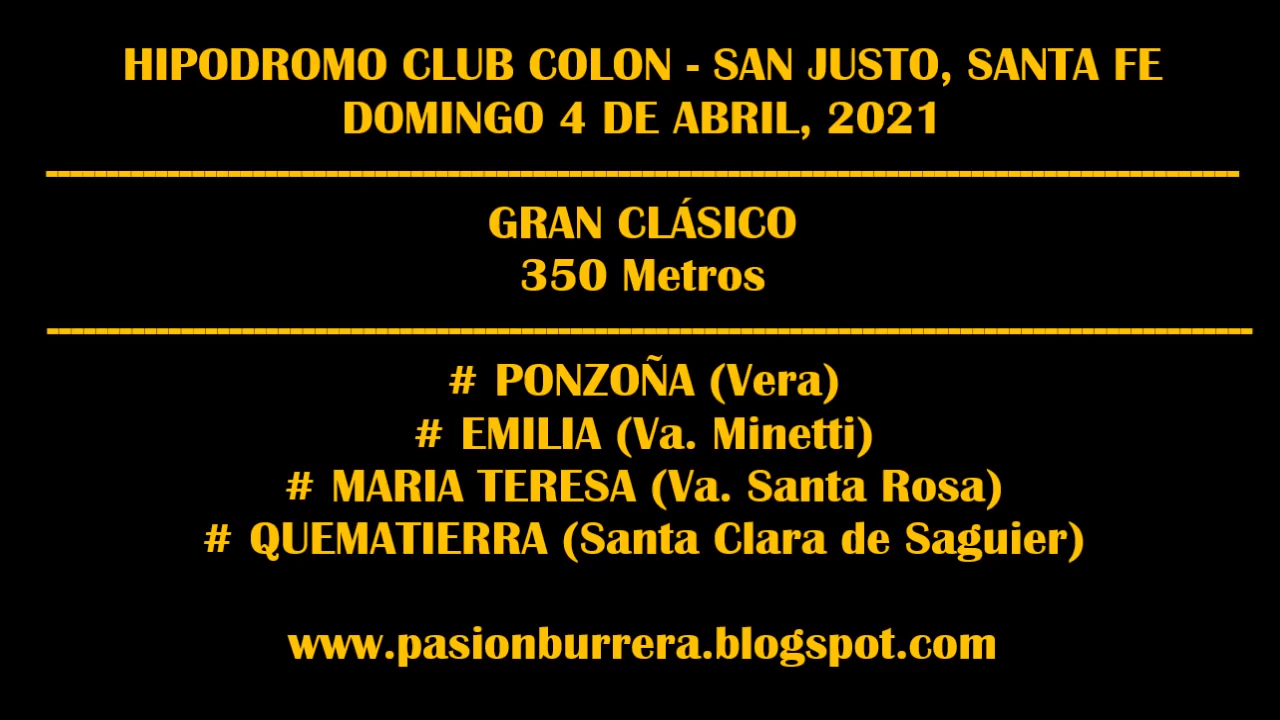 HIPODROMO CLUB COLON - SAN JUSTO, SANTA FE
DOMINGO 4 DE ABRIL, 2021
GRAN CLÁSICO
350 Metros
# PONZOÑA (Vera)
# EMILIA (Va. Minetti)
# MARIA TERESA (Va. Santa Rosa)
# QUEMATIERRA (Santa Clara de Saguier)
www.pasionburrera.blogspot.com